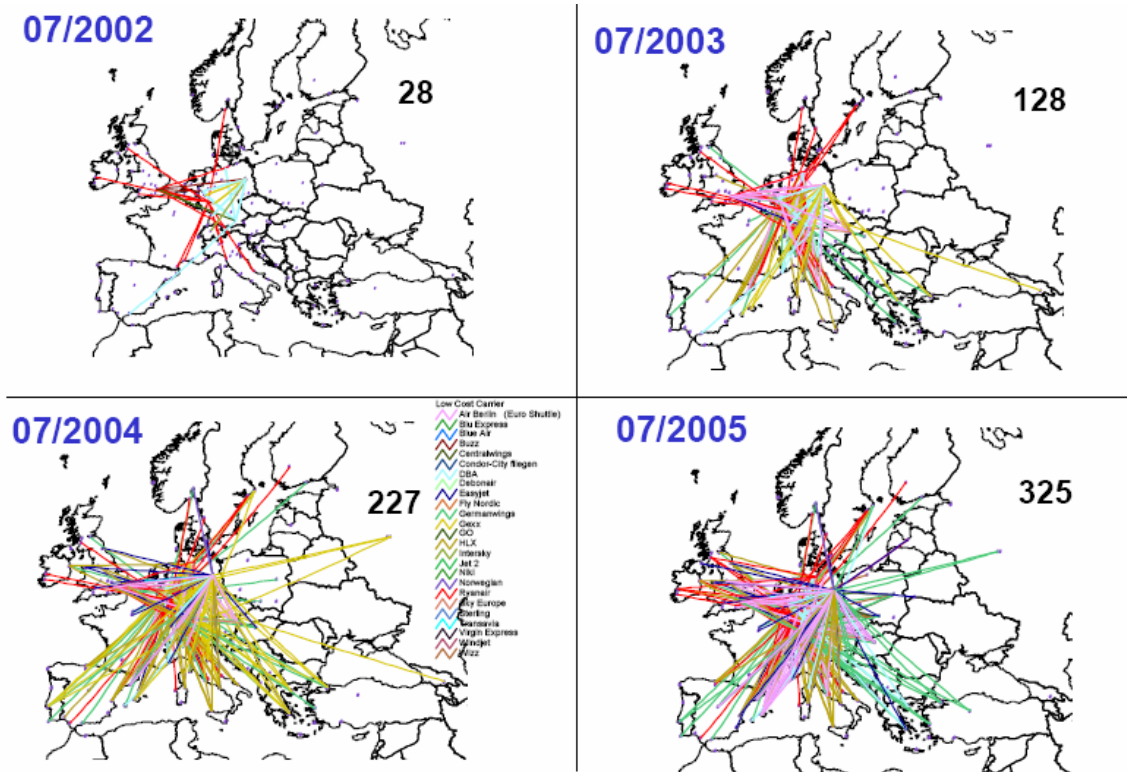 07/2002
28
07/2003
128
07/2004
227
Low Cost Carrier
Air Berlin (Euro Shuttle)
Blu Express
Blue Air
Buzz
Centralwings
Condor-City fliegen
DBA
Debonair
Easyjet
Fly Nordic
Germanwings
Gexx
GO
HLX
Intersky
Jet 2
Niki
Norwegian
Ryanair
Sky Europe
Sterling
Transavia
Virgin Express
Windjet
Wizz
07/2005
325